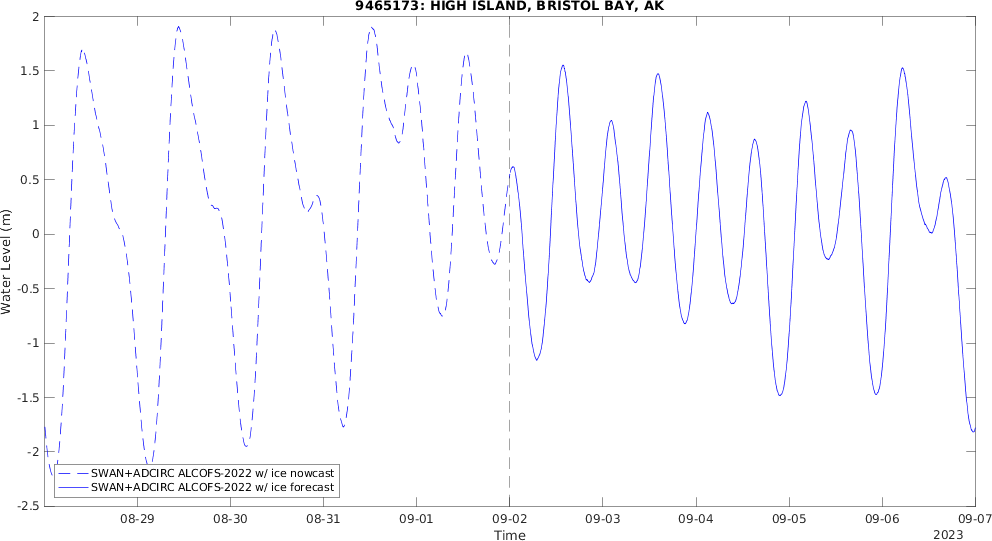 9465173: HIGH ISLAND, BRISTOL BAY, AK
Water Level (m)
2
1.5
1
0.5
0
-0.5
-1
-1.5
-2
-2.5
SWAN+ADCIRC ALCOFS-2022 w/ ice nowcast
SWAN+ADCIRC ALCOFS-2022 w/ ice forecast
08-29 08-30 08-31 09-01 09-02 09-03 09-04 09-05 09-06 09-07
Time
2023